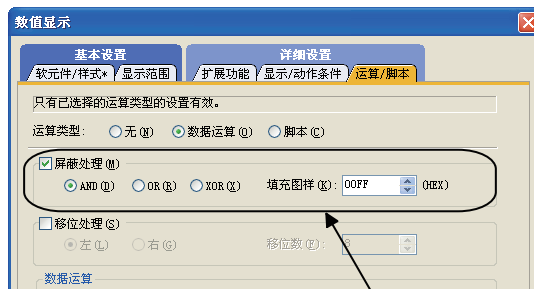 数值显示
基本设置 详细设置
软元件/样式* 显示范围 扩展功能 显示/动作条件 运算/脚本
只有已选择的运算类型的设置有效。
运算类型: 无(N) 数据运算(O) 脚本(C)
屏蔽处理(M)
AND(D) OR(R) XOR(X) 填充图样(K): 00FF (HEX)
移位处理(S)
左(L) 右(G) 移位数(F): 8
数据运算